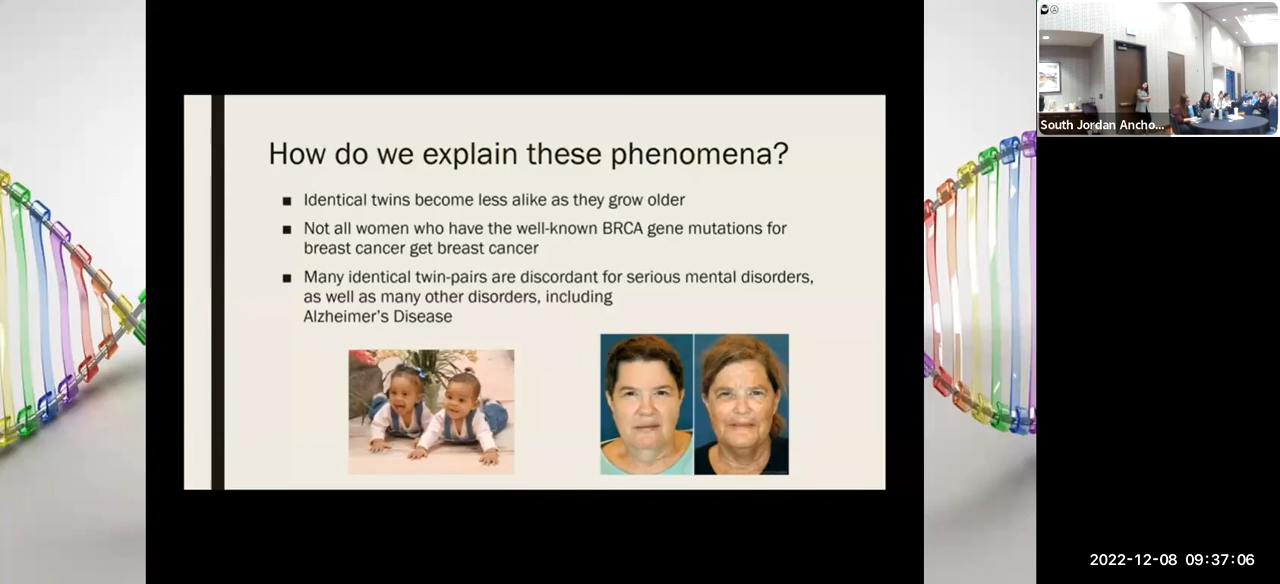 How do we explain these phenomena?
■ Identical twins become less alike as they grow older
■ Not all women who have the well-known BRCA gene mutations for
breast cancer get breast cancer
■ Many identical twin-pairs are discordant for serious mental disorders,
as well as many other disorders, including
Alzheimer's Disease
South Jordan Ancho...
2022-12-08 09:37:06